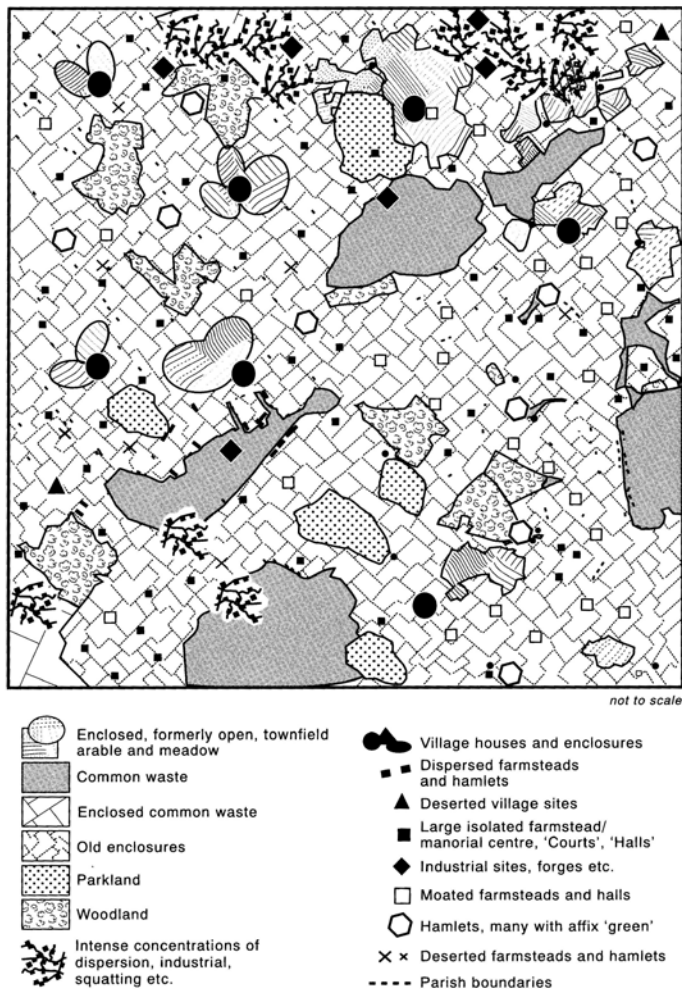 not to scale
Enclosed, formerly open, townfield
arable and meadow
Common waste
Enclosed common waste
Old enclosures
Parkland
Woodland
Intense concentrations of
dispersion, industrial,
squatting etc.
Village houses and enclosures
Dispersed farmsteads
and hamlets
Deserted village sites
Large isolated farmstead/
manorial centre, 'Courts', 'Halls'
Industrial sites, forges etc.
Moated farmsteads and halls
Hamlets, many with affix 'green'
Deserted farmsteads and hamlets
Parish boundaries